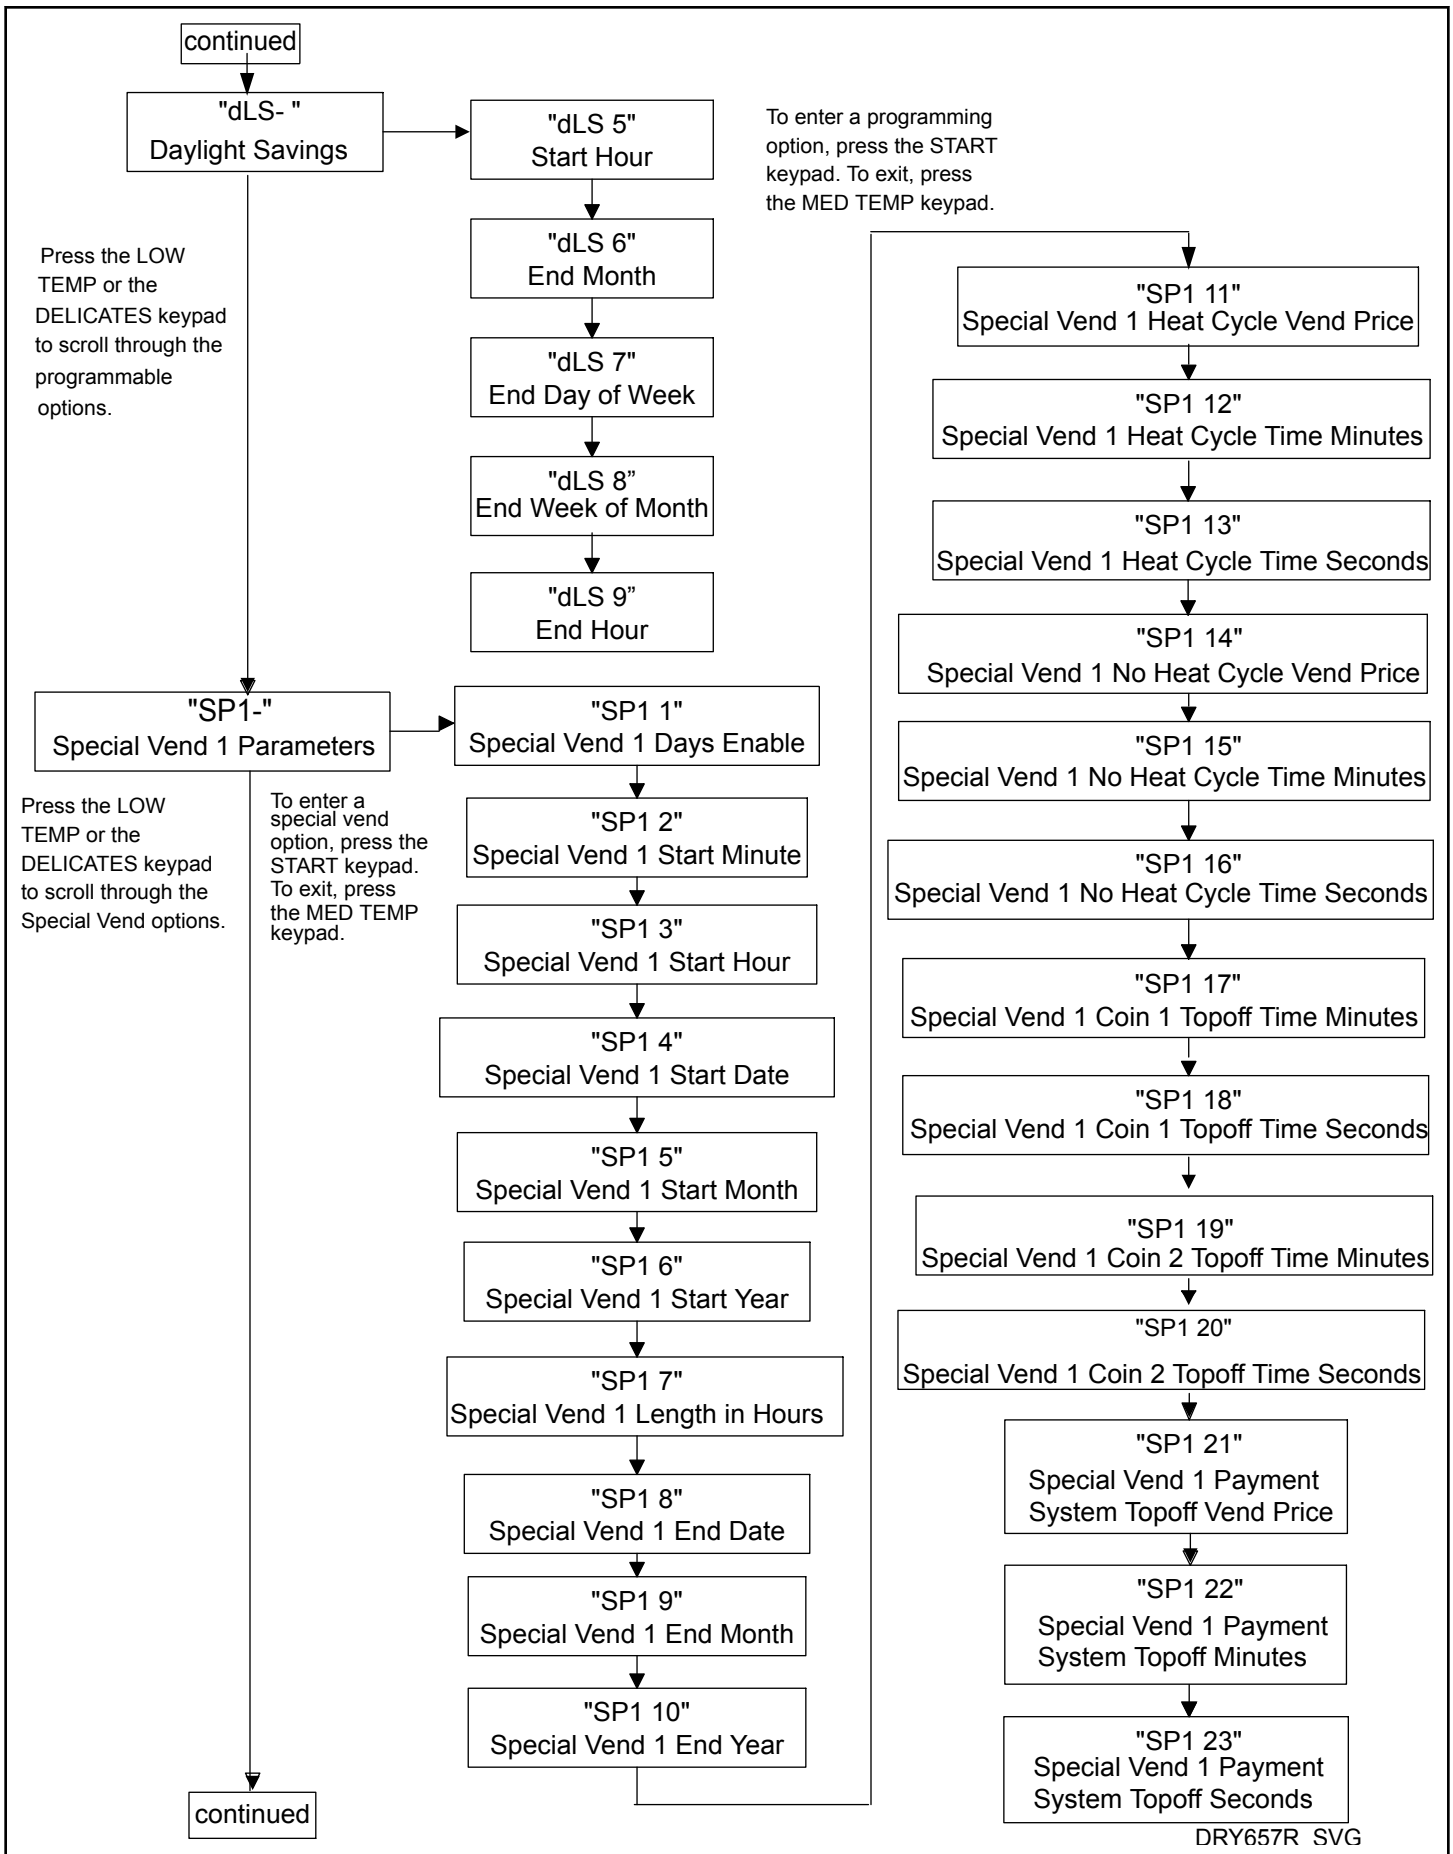 continued
"dLS- "
Daylight Savings
"dLS 5"
Start Hour
To enter a programming
option, press the START
keypad. To exit, press
the MED TEMP keypad.
Press the LOW
TEMP or the
DELICATES keypad
to scroll through the
programmable
options.
"dLS 6"
End Month
"dLS 7"
End Day of Week
"dLS 8”
End Week of Month
"dLS 9”
End Hour
"SP1-"
Special Vend 1 Parameters
Press the LOW
TEMP or the
DELICATES keypad
to scroll through the
Special Vend options.
To enter a
special vend
option, press the
START keypad.
To exit, press
the MED TEMP
keypad.
"SP1 1"
Special Vend 1 Days Enable
"SP1 2"
Special Vend 1 Start Minute
"SP1 3"
Special Vend 1 Start Hour
"SP1 4"
Special Vend 1 Start Date
"SP1 5"
Special Vend 1 Start Month
"SP1 6"
Special Vend 1 Start Year
"SP1 7"
Special Vend 1 Length in Hours
"SP1 8"
Special Vend 1 End Date
"SP1 9"
Special Vend 1 End Month
"SP1 10"
Special Vend 1 End Year
"SP1 11"
Special Vend 1 Heat Cycle Vend Price
"SP1 12"
Special Vend 1 Heat Cycle Time Minutes
"SP1 13"
Special Vend 1 Heat Cycle Time Seconds
"SP1 14"
Special Vend 1 No Heat Cycle Vend Price
"SP1 15"
Special Vend 1 No Heat Cycle Time Minutes
"SP1 16"
Special Vend 1 No Heat Cycle Time Seconds
"SP1 17"
Special Vend 1 Coin 1 Topoff Time Minutes
"SP1 18"
Special Vend 1 Coin 1 Topoff Time Seconds
"SP1 19"
Special Vend 1 Coin 2 Topoff Time Minutes
"SP1 20"
Special Vend 1 Coin 2 Topoff Time Seconds
"SP1 21"
Special Vend 1 Payment
System Topoff Vend Price
"SP1 22"
Special Vend 1 Payment
System Topoff Minutes
"SP1 23"
Special Vend 1 Payment
System Topoff Seconds
continued
DRY657R_SVG